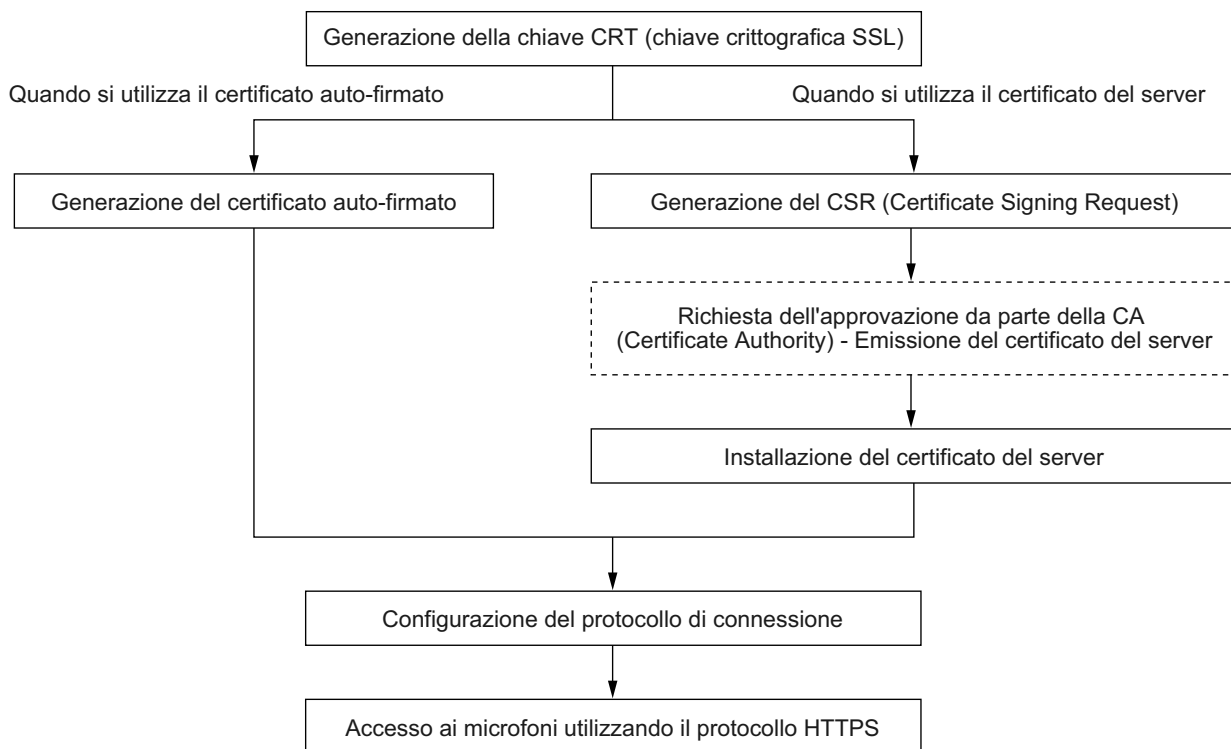 Generazione della chiave CRT (chiave crittografica SSL)
Quando si utilizza il certificato auto-firmato
Quando si utilizza il certificato del server
Generazione del certificato auto-firmato
Generazione del CSR (Certificate Signing Request)
Richiesta dell'approvazione da parte della CA
(Certificate Authority) - Emissione del certificato del server
Installazione del certificato del server
Configurazione del protocollo di connessione
Accesso ai microfoni utilizzando il protocollo HTTPS